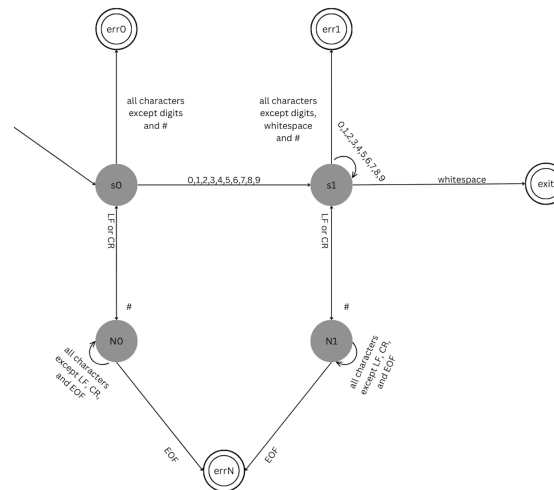 err0
err1
all characters
except digits
and #
all characters
except digits,
whitespace
and #
0,1,2,3,4,5,6,7,8,9
s0
0,1,2,3,4,5,6,7,8,9
s1
whitespace
exit
LF or CR
LF or CR
#
#
N0
N1
all characters
except LF, CR,
and EOF
all characters
except LF, CR,
and EOF
EOF
EOF
errN